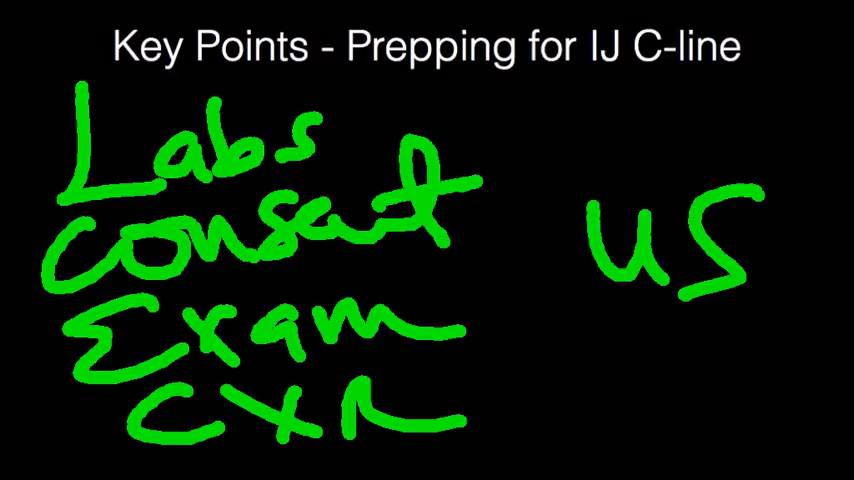 Key Points - Prepping for IJ C-line
Labs
Consent
US
Exam
CXR